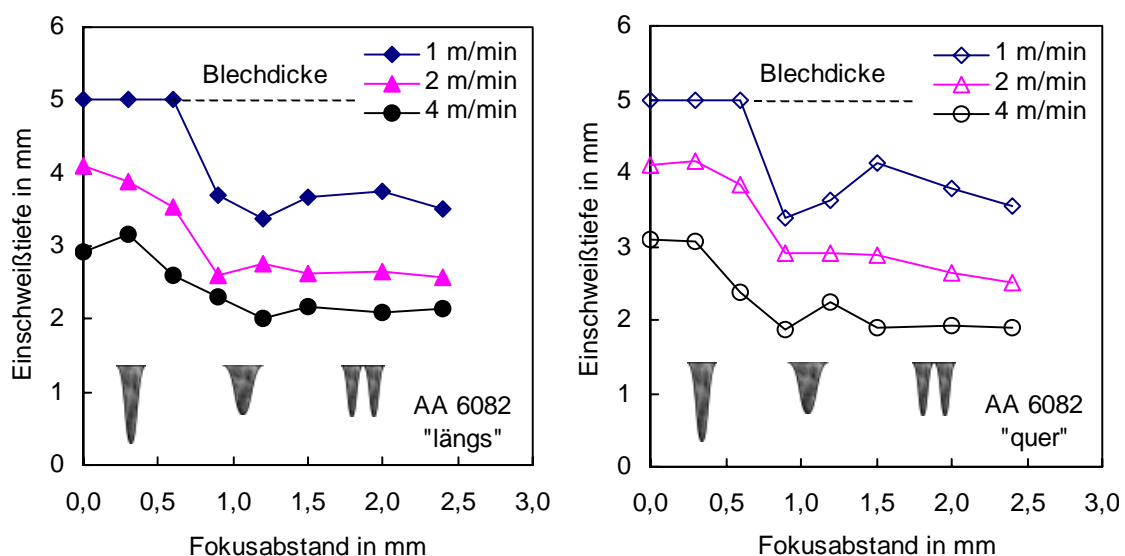 6
5
4
3
2
1
0
Einschweißtiefe in mm
1 m/min
2 m/min
4 m/min
Blechdicke
AA 6082
"längs"
0,0 0,5 1,0 1,5 2,0 2,5 3,0
Fokusabstand in mm
6
5
4
3
2
1
0
Einschweißtiefe in mm
1 m/min
2 m/min
4 m/min
Blechdicke
AA 6082
"quer"
0,0 0,5 1,0 1,5 2,0 2,5 3,0
Fokusabstand in mm